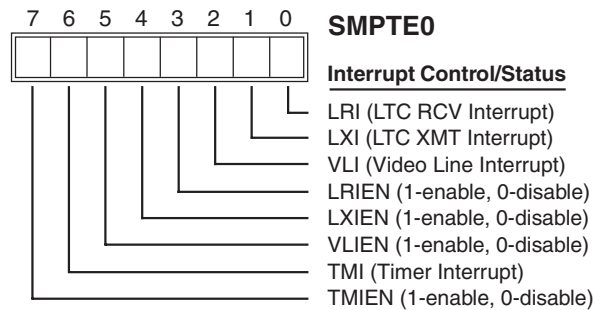 7 6 5 4 3 2 1 0
SMPTE0
Interrupt Control/Status
LRI (LTC RCV Interrupt)
LXI (LTC XMT Interrupt)
VLI (Video Line Interrupt)
LRIEN (1-enable, 0-disable)
LXIEN (1-enable, 0-disable)
VLIEN (1-enable, 0-disable)
TMI (Timer Interrupt)
TMIEN (1-enable, 0-disable)